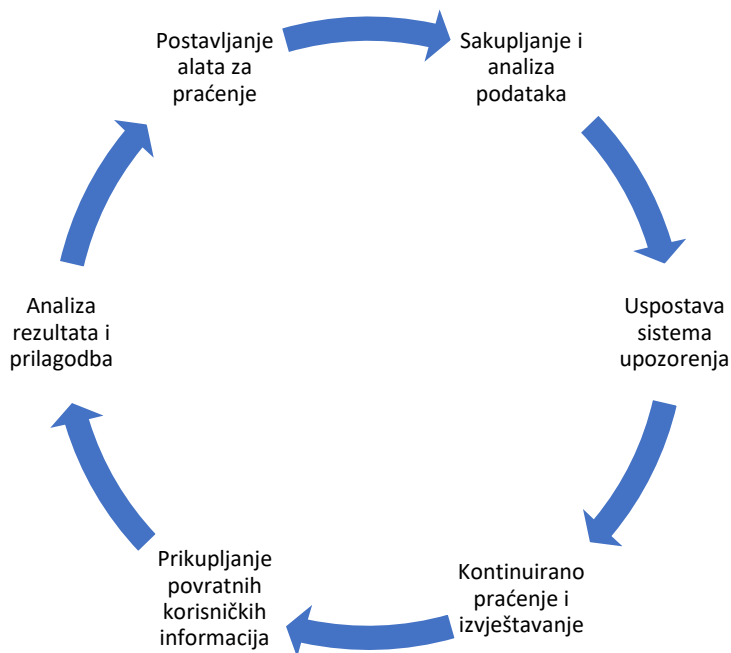 Postavljanje
alata za
praćenje
Sakupljanje i
analiza
podataka
Uspostava
sistema
upozorenja
Kontinuirano
praćenje i
izvještavanje
Prikupljanje
povratnih
korisničkih
informacija
Analiza
rezultata i
prilagodba